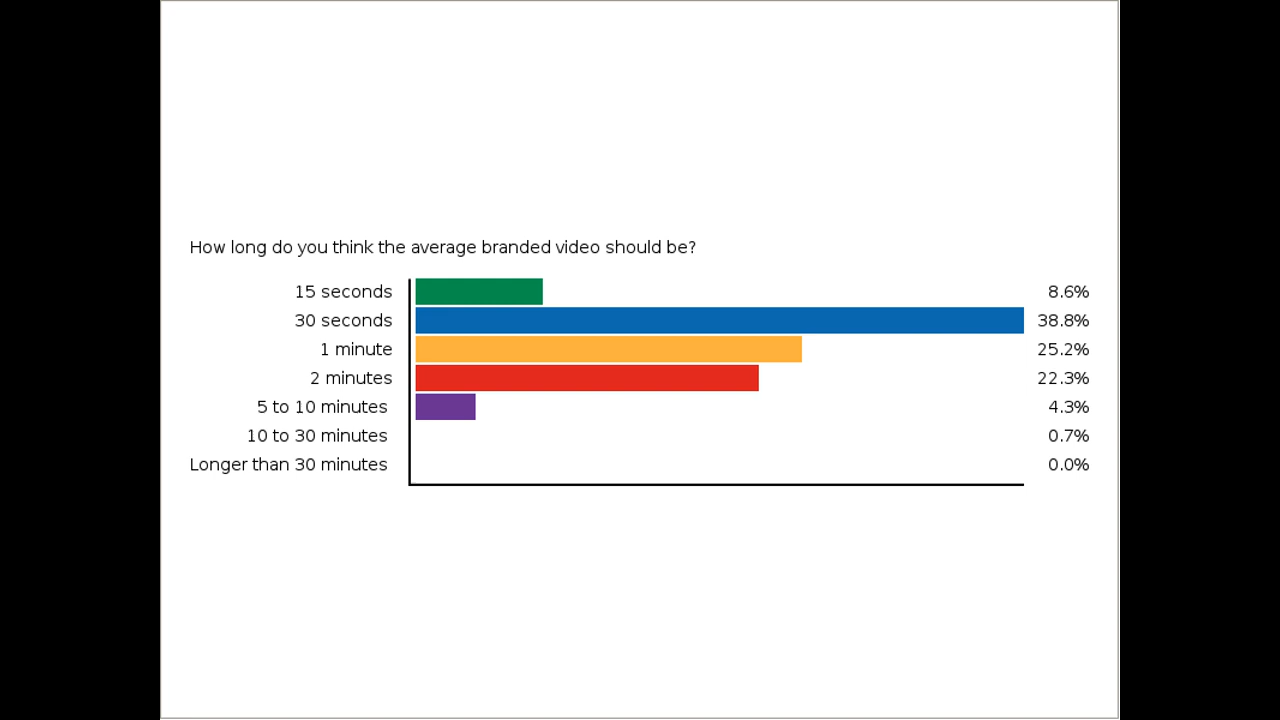 How long do you think the average branded video should be?
15 seconds 8.6%
30 seconds 38.8%
1 minute 25.2%
2 minutes 22.3%
5 to 10 minutes 4.3%
10 to 30 minutes 0.7%
Longer than 30 minutes 0.0%